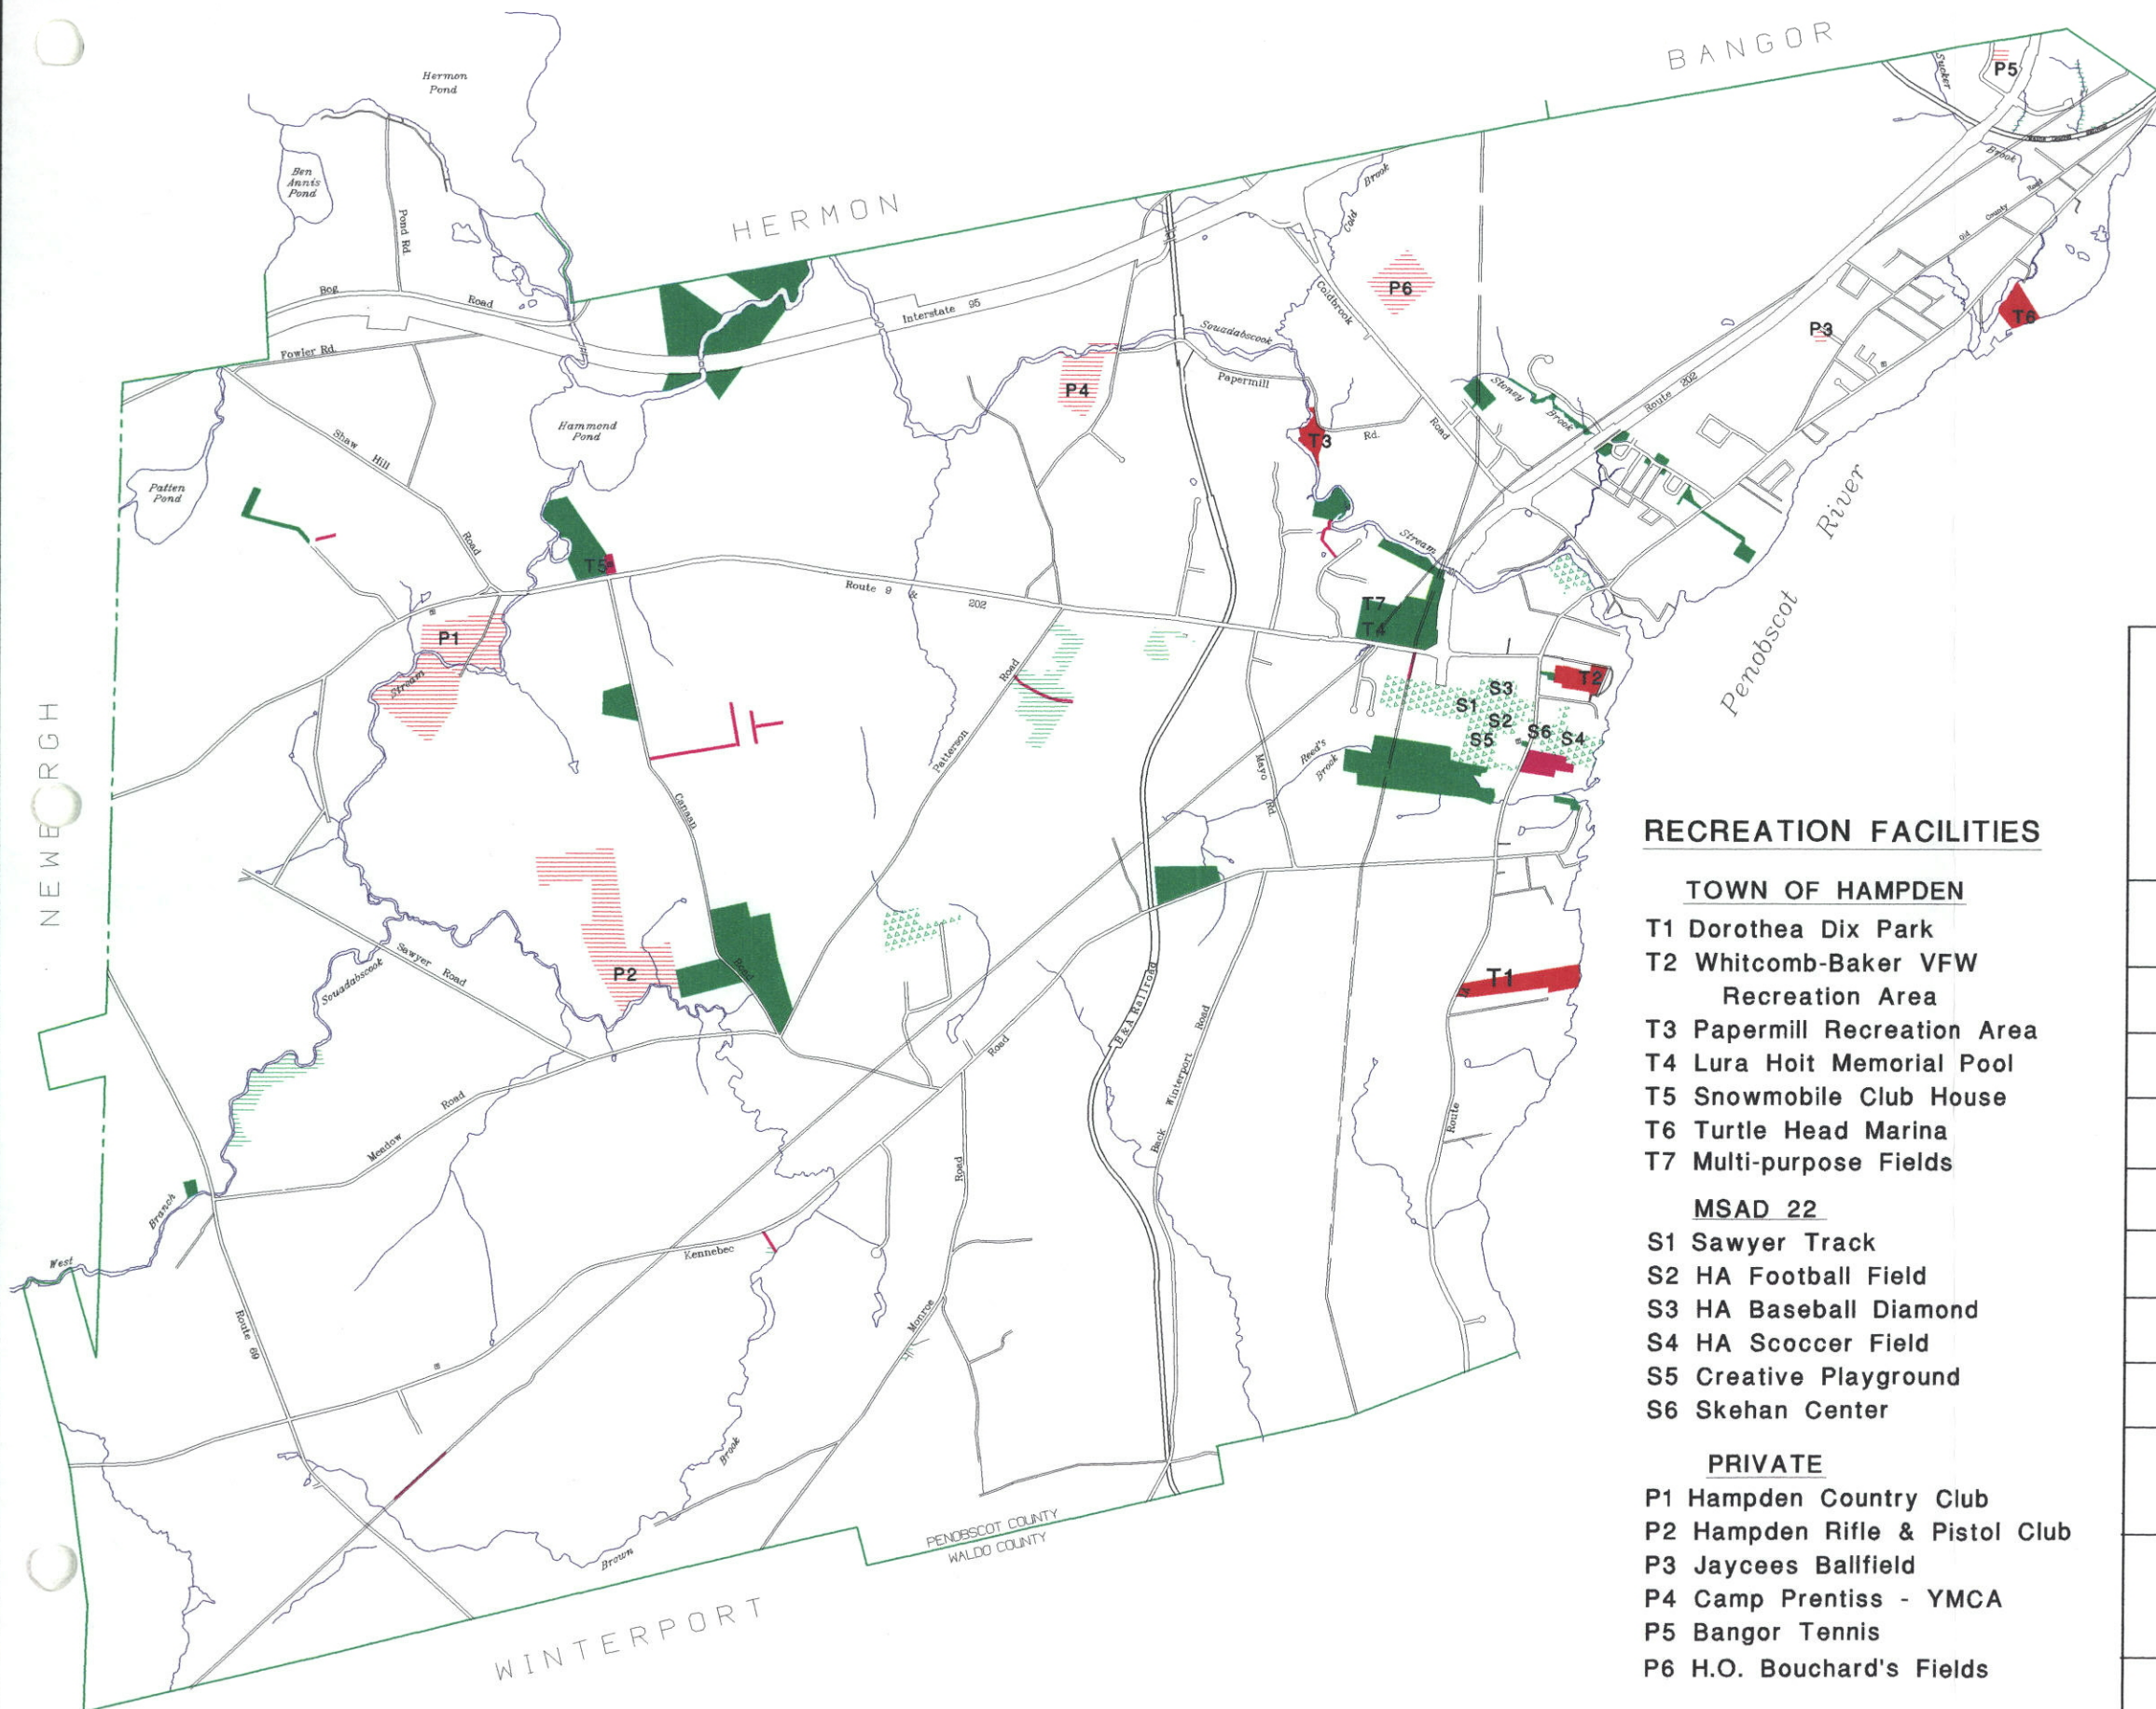 BANGOR
P5
Sucker
Brook
Hermon
Pond
Ben
Annis
Pond
Pond Rd.
HERMON
Cold
Brook
P6
Coldbrook
Road
County
Old
Road
T6
P3
Bog
Road
Interstate 95
Souadabscook
Papermill
Rd.
Fowler Rd.
P4
Stoney
Brook
Route 202
Hammond
Pond
T3
Shaw
Hill
Road
Patten
Pond
River
Penobscot
Stream
T5
Route 9 & 202
T7
T4
P1
Stream
Road
Patterson
T2
S3
S1
S2
S6
S4
S5
NEWB RGH
Reed's
Brook
Mayo
Rd.
Canaan
Road
P2
Sawyer Road
Souadabscook
T1
B & A Railroad
Road
Winterport
Back
Road
Meadow
Road
Route
Branch
West
Kennebec
Road
Monroe
Route 69
Brook
Brown
PENOBSCOT COUNTY
WALDO COUNTY
WINTERPORT
RECREATION FACILITIES
TOWN OF HAMPDEN
T1 Dorothea Dix Park
T2 Whitcomb-Baker VFW
Recreation Area
T3 Papermill Recreation Area
T4 Lura Hoit Memorial Pool
T5 Snowmobile Club House
T6 Turtle Head Marina
T7 Multi-purpose Fields
MSAD 22
S1 Sawyer Track
S2 HA Football Field
S3 HA Baseball Diamond
S4 HA Scoccer Field
S5 Creative Playground
S6 Skehan Center
PRIVATE
P1 Hampden Country Club
P2 Hampden Rifle & Pistol Club
P3 Jaycees Ballfield
P4 Camp Prentiss - YMCA
P5 Bangor Tennis
P6 H.O. Bouchard's Fields